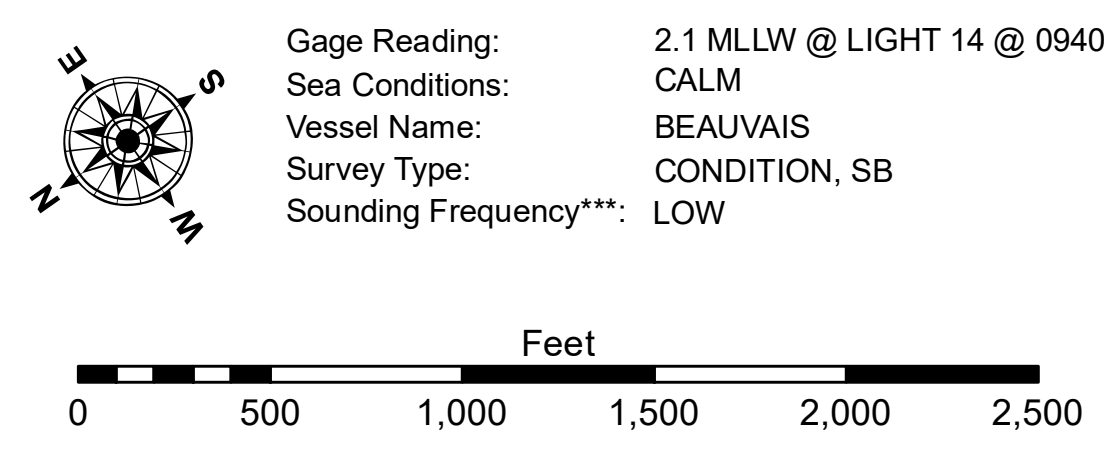 E
S
N
W
Gage Reading: 2.1 MLLW @ LIGHT 14 @ 0940
Sea Conditions: CALM
Vessel Name: BEAUVAIS
Survey Type: CONDITION, SB
Sounding Frequency***: LOW
Feet
0 500 1,000 1,500 2,000 2,500